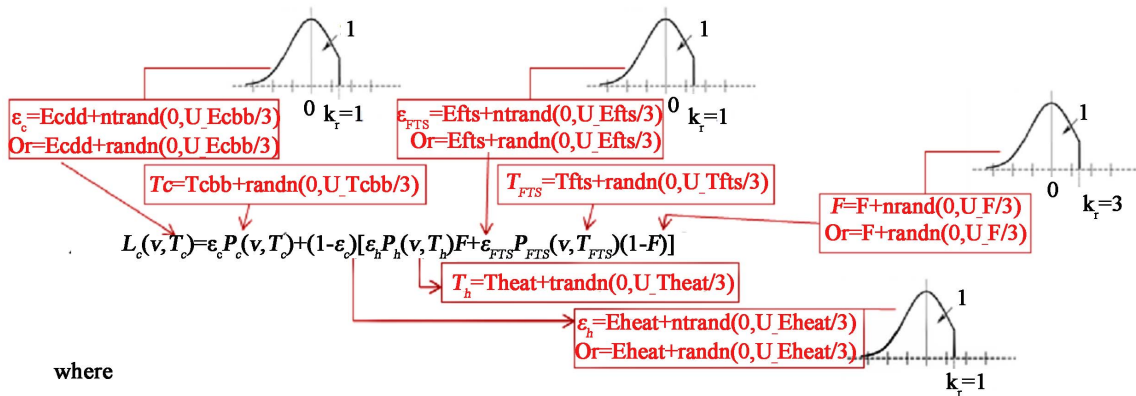 1
0
k_r=1
1
0
k_r=1
1
0
k_r=3
ε_c=Ecdd+ntrand(0,U_Ecbb/3)
Or=Ecdd+randn(0,U_Ecbb/3)
ε_FTS=Efts+ntrand(0,U_Efts/3)
Or=Efts+randn(0,U_Efts/3)
Tc=Tcbb+randn(0,U_Tcbb/3)
T_FTS=Tfts+randn(0,U_Tfts/3)
F=F+nrand(0,U_F/3)
Or=F+randn(0,U_F/3)
L_c(v,T_c)=ε_cP_c(v,T_c)+(1-ε_c)[ε_hP_h(v,T_h)F+ε_FTSP_FTS(v,T_FTS)(1-F)]
T_h=Theat+trandn(0,U_Theat/3)
ε_h=Eheat+ntrand(0,U_Eheat/3)
Or=Eheat+randn(0,U_Eheat/3)
1
k_r=1
where